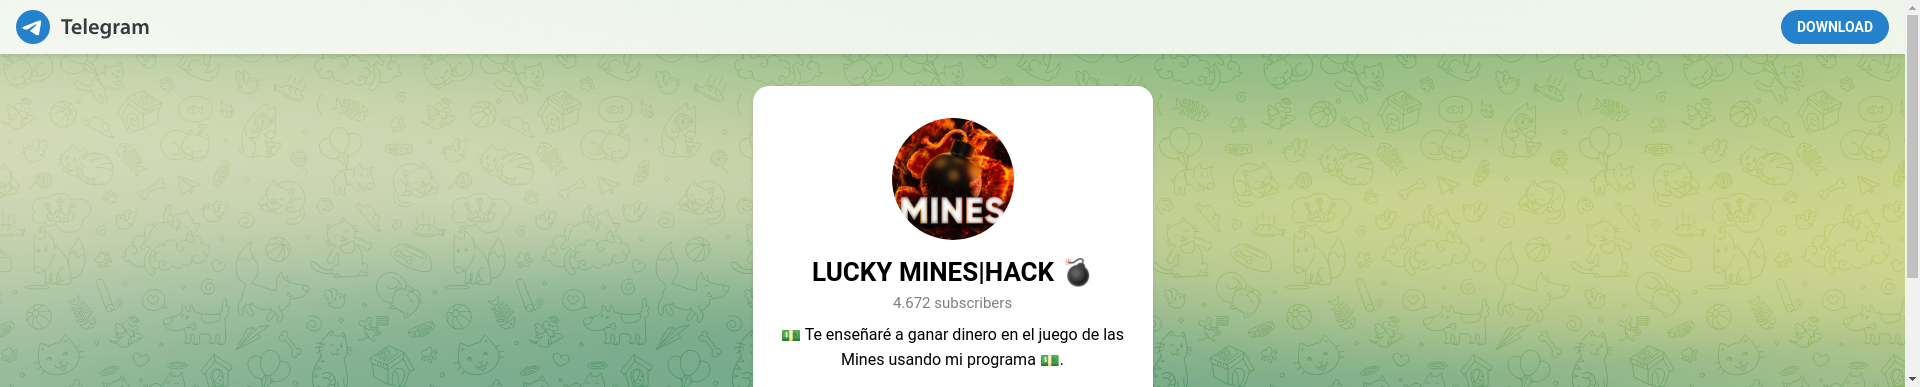 Telegram
DOWNLOAD
MINES
LUCKY MINES|HACK 💣
4.672 subscribers
💵 Te enseñaré a ganar dinero en el juego de las
Mines usando mi programa 💵.